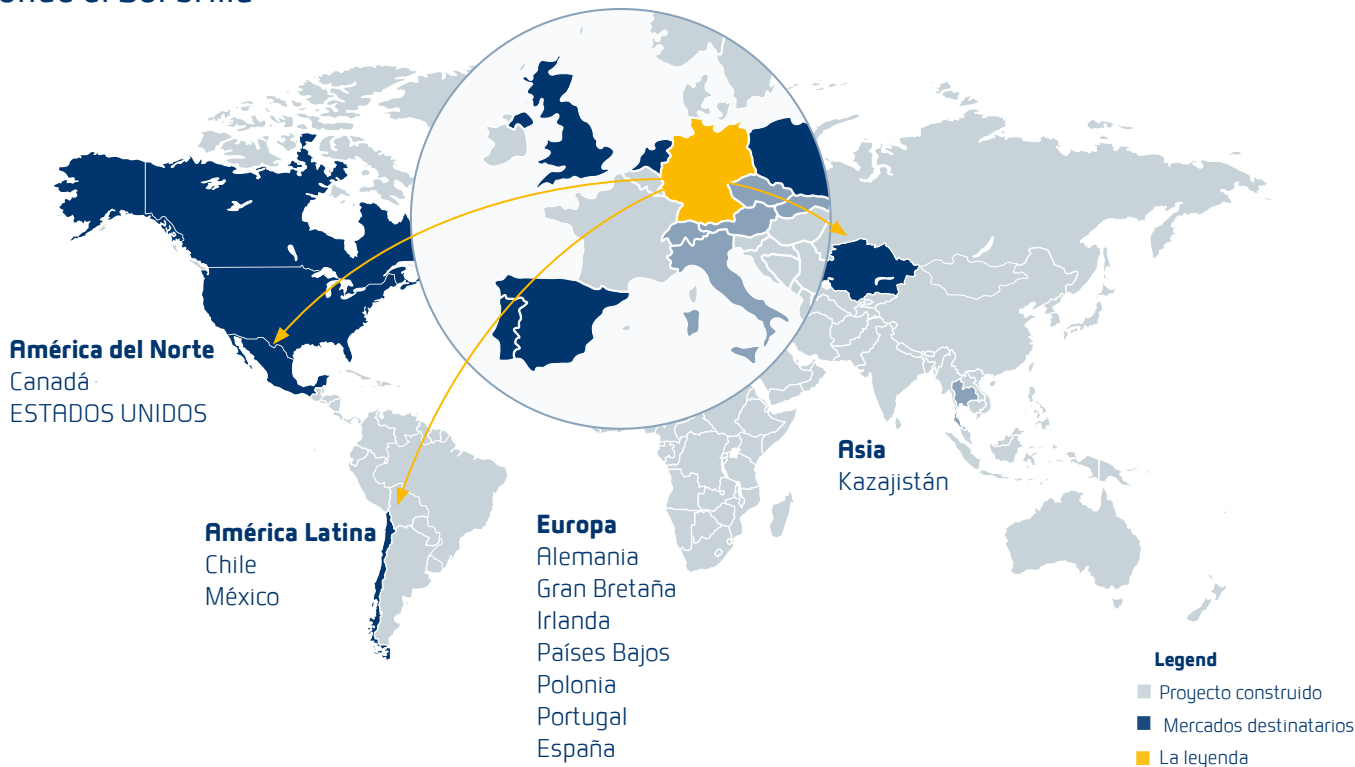 América del Norte
Canadá
ESTADOS UNIDOS
América Latina
Chile
México
Europa
Alemania
Gran Bretaña
Irlanda
Países Bajos
Polonia
Portugal
España
Asia
Kazajistán
Legend
Proyecto construido
Mercados destinatarios
La leyenda